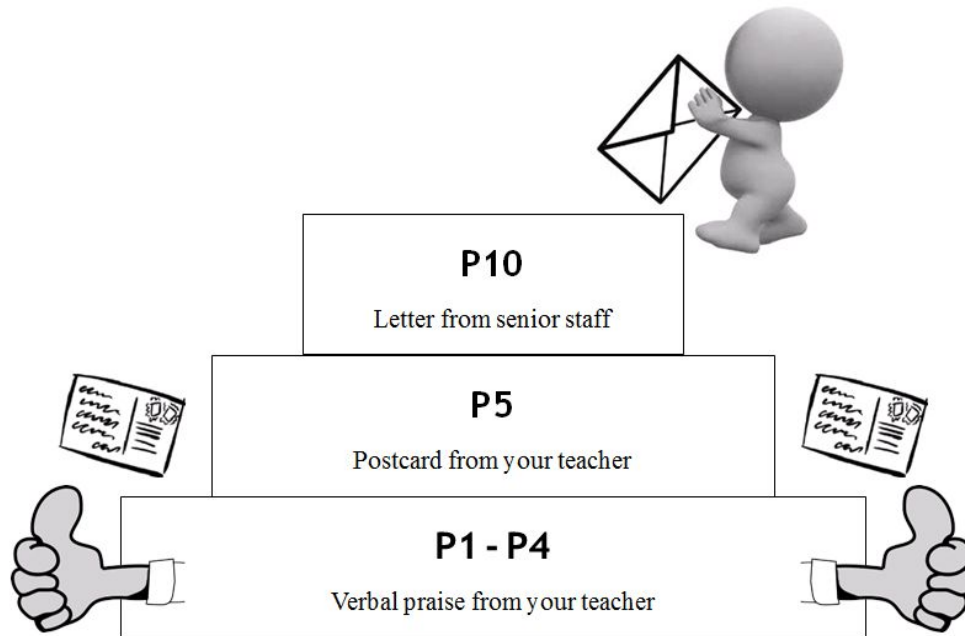 P10
Letter from senior staff
P5
Postcard from your teacher
P1 - P4
Verbal praise from your teacher